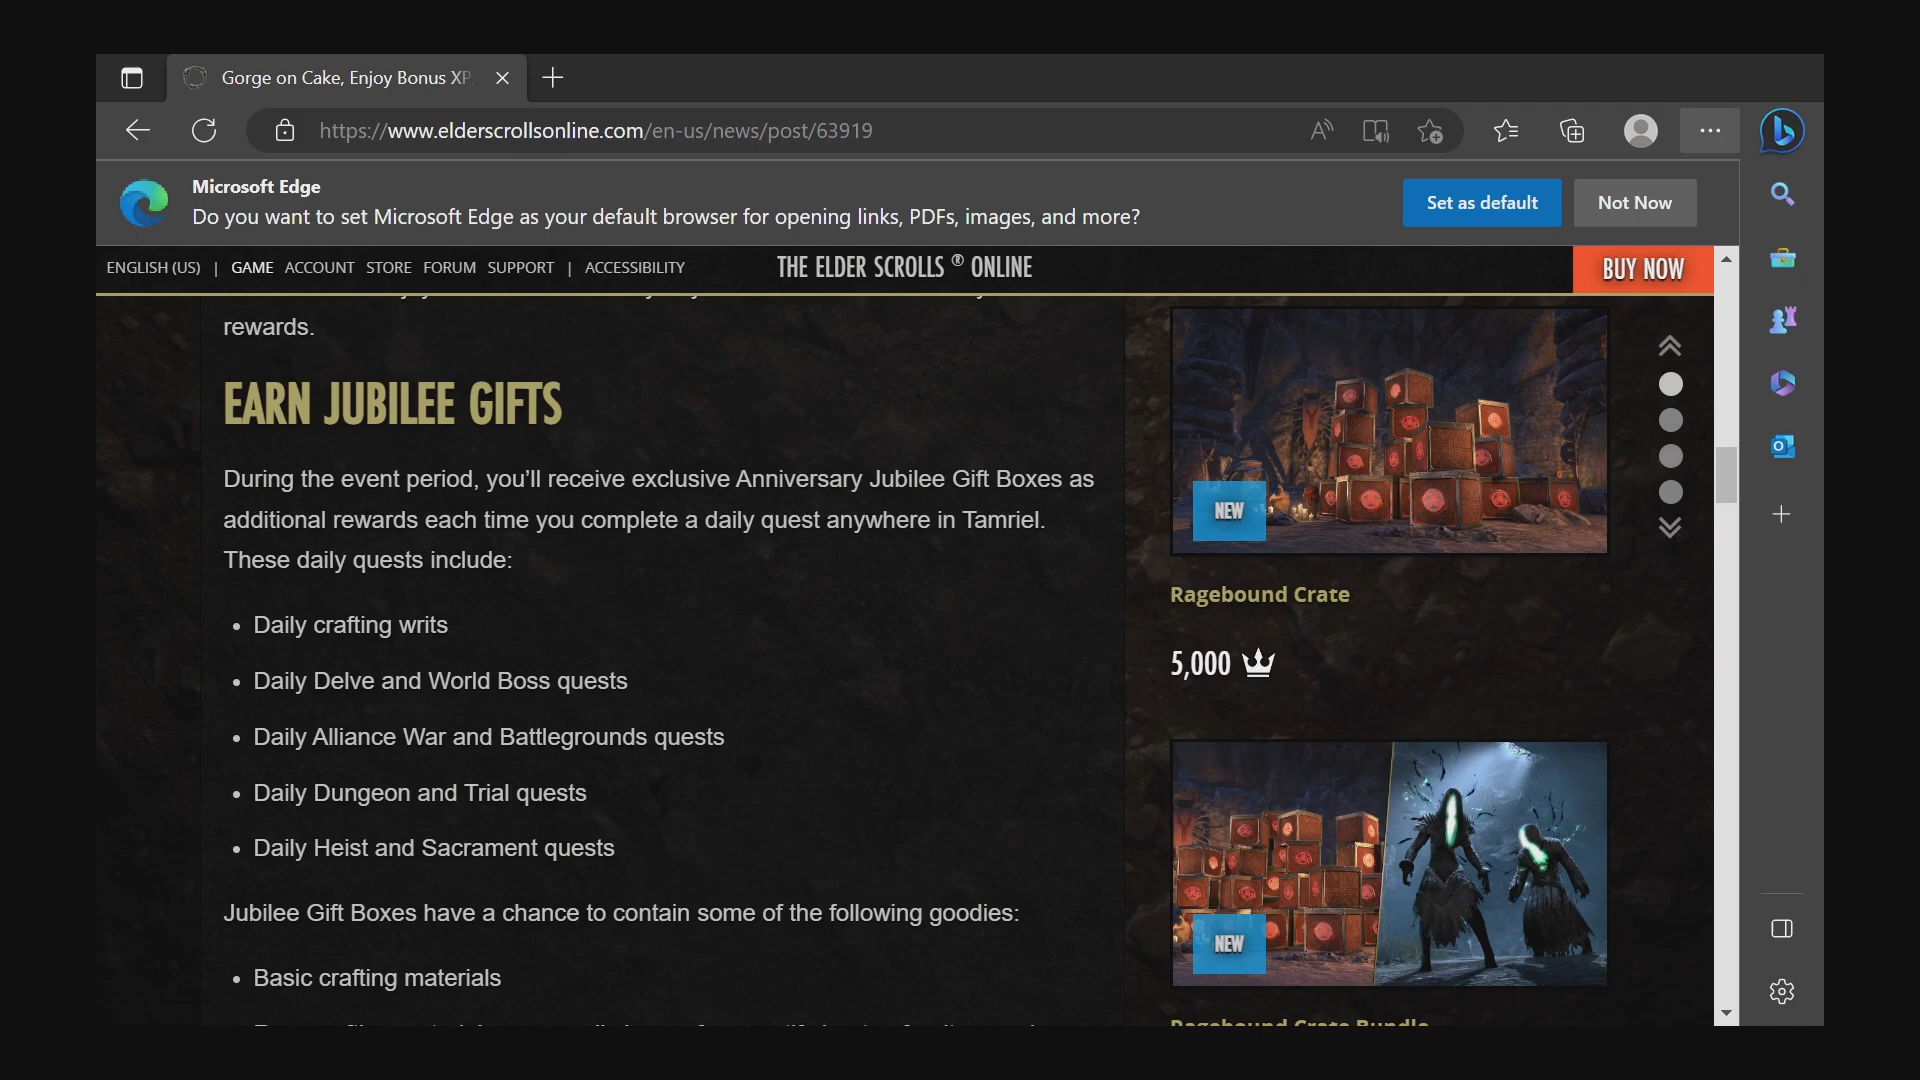 Gorge on Cake, Enjoy Bonus XP
https://www.elderscrollsonline.com/en-us/news/post/63919
Microsoft Edge
Do you want to set Microsoft Edge as your default browser for opening links, PDFs, images, and more?
Set as default
Not Now
ENGLISH (US) | GAME ACCOUNT STORE FORUM SUPPORT | ACCESSIBILITY
THE ELDER SCROLLS ® ONLINE
BUY NOW
rewards.
EARN JUBILEE GIFTS
During the event period, you’ll receive exclusive Anniversary Jubilee Gift Boxes as
additional rewards each time you complete a daily quest anywhere in Tamriel.
These daily quests include:
• Daily crafting writs
• Daily Delve and World Boss quests
• Daily Alliance War and Battlegrounds quests
• Daily Dungeon and Trial quests
• Daily Heist and Sacrament quests
Jubilee Gift Boxes have a chance to contain some of the following goodies:
• Basic crafting materials
NEW
Ragebound Crate
5,000
NEW
Ragebound Crate Bundle